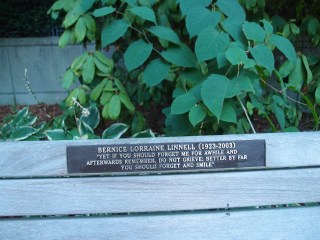 BERNICE LORRAINE LINNELL (1923-2003)
"YET IF YOU SHOULD FORGET ME FOR AWHILE AND
AFTERWARDS REMEMBER, DO NOT GRIEVE; BETTER BY FAR
YOU SHOULD FORGET AND SMILE"